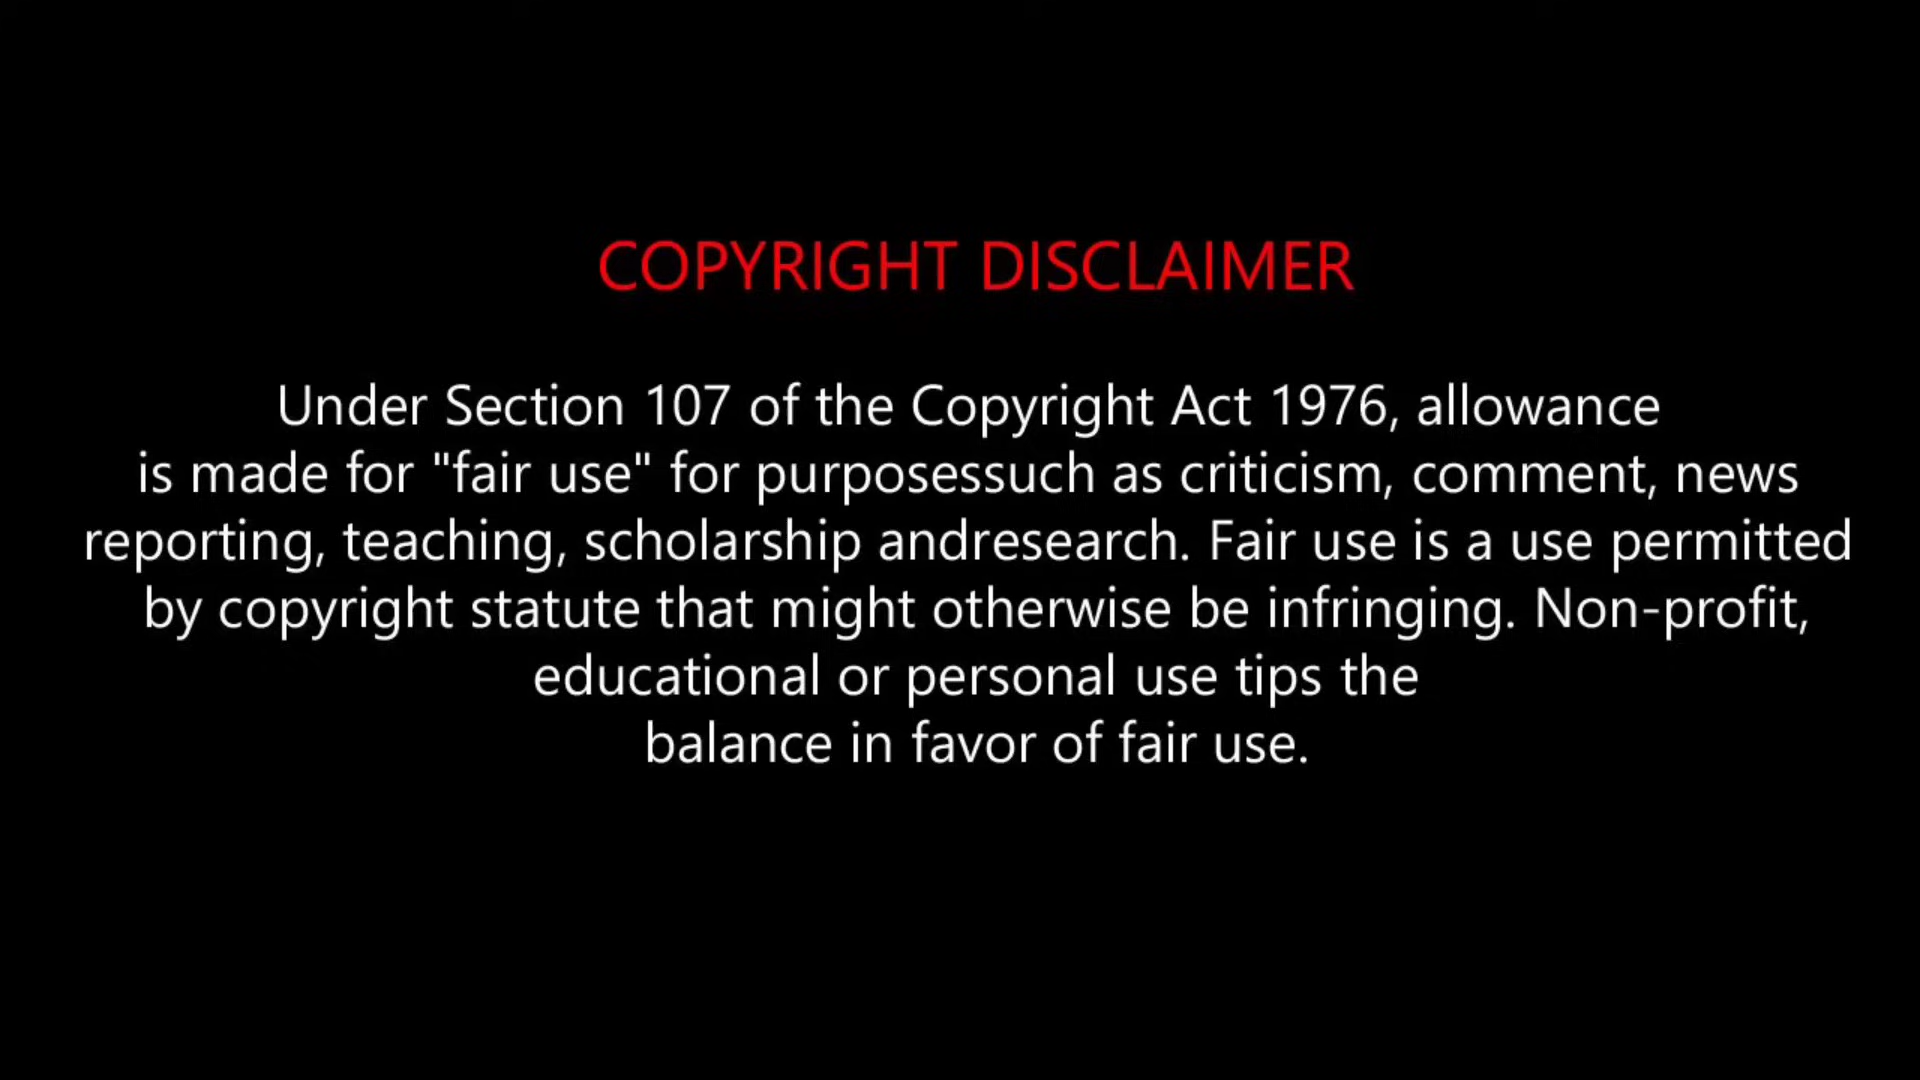 COPYRIGHT DISCLAIMER
Under Section 107 of the Copyright Act 1976, allowance
is made for "fair use" for purposessuch as criticism, comment, news
reporting, teaching, scholarship andresearch. Fair use is a use permitted
by copyright statute that might otherwise be infringing. Non-profit,
educational or personal use tips the
balance in favor of fair use.